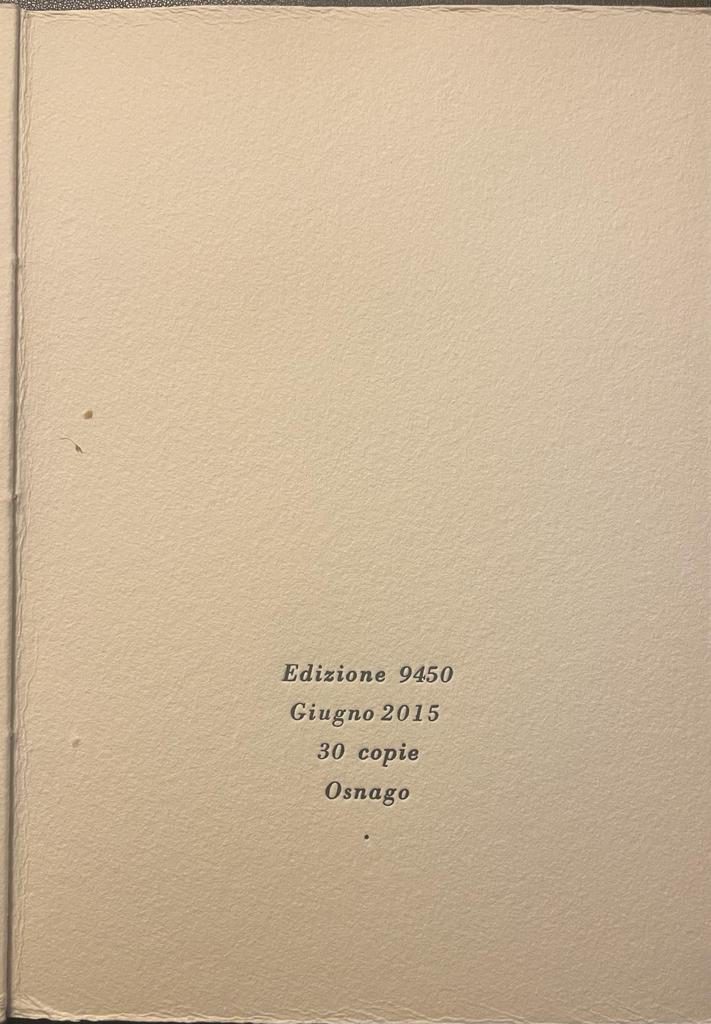 Edizione 9450
Giugno 2015
30 copie
Osnago
.